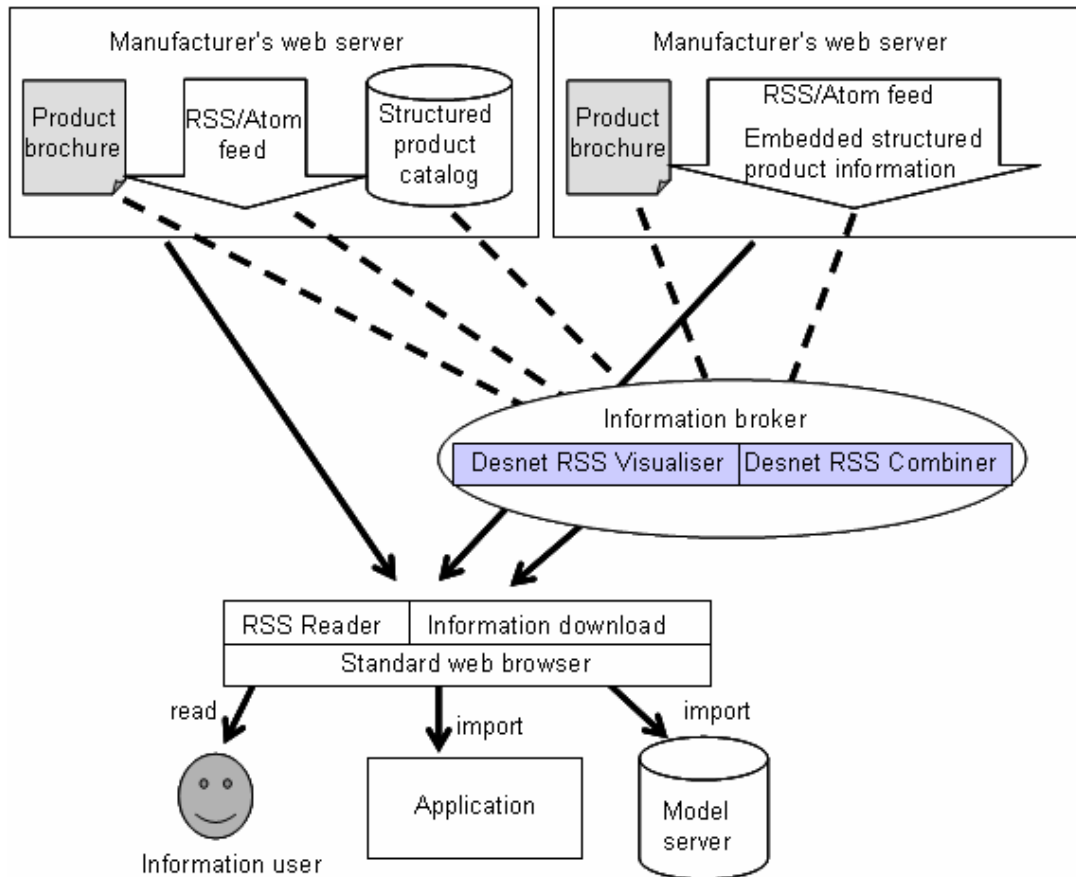 Manufacturer's web server
Product
brochure
RSS/Atom
feed
Structured
product
catalog
Manufacturer's web server
Product
brochure
RSS/Atom feed
Embedded structured
product information
Information broker
Desnet RSS Visualiser
Desnet RSS Combiner
RSS Reader
Information download
Standard web browser
read
import
import
Information user
Application
Model
server